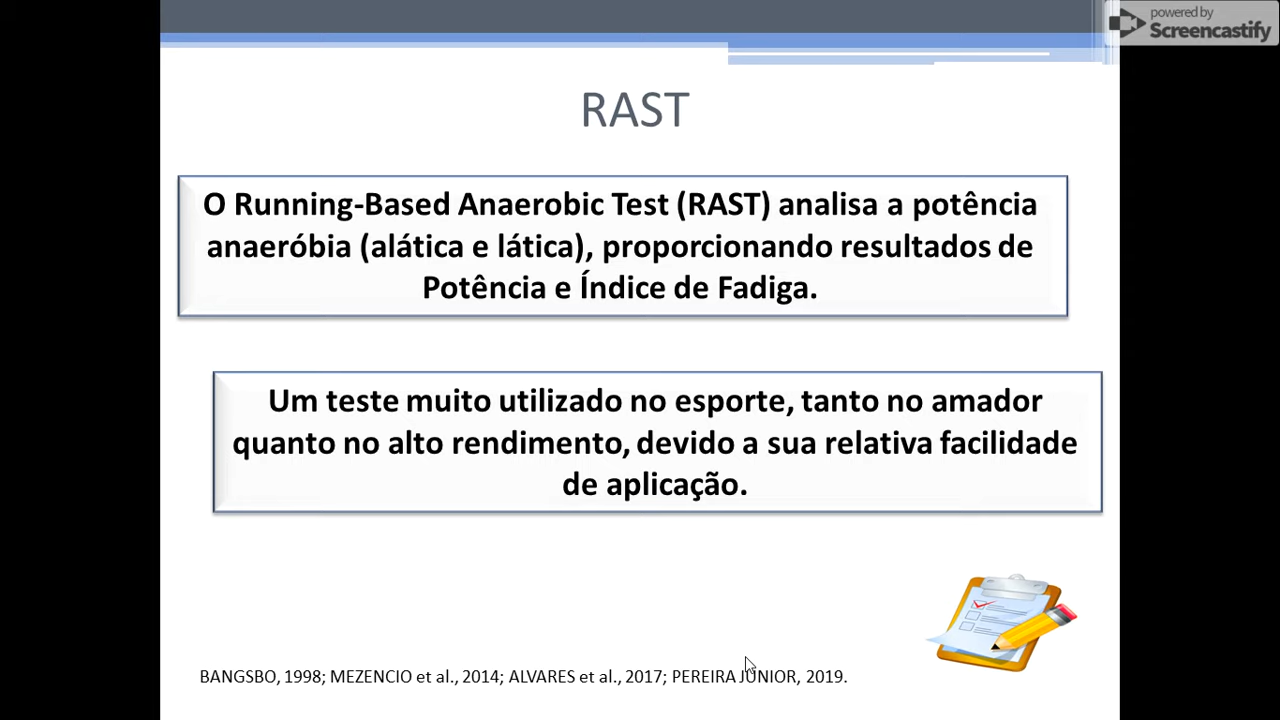 powered by
Screencastify
RAST
O Running-Based Anaerobic Test (RAST) analisa a potência
anaeróbia (alática e lática), proporcionando resultados de
Potência e Índice de Fadiga.
Um teste muito utilizado no esporte, tanto no amador
quanto no alto rendimento, devido a sua relativa facilidade
de aplicação.
BANGSBO, 1998; MEZENCIO et al., 2014; ALVARES et al., 2017; PEREIRA JÚNIOR, 2019.